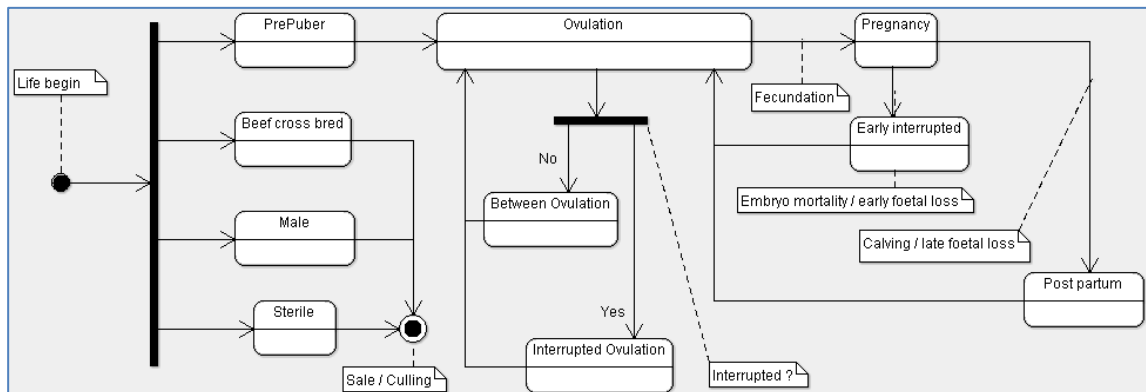 PrePuber
Ovulation
Pregnancy
Life begin
Fecundation
Beef cross bred
Early interrupted
No
Between Ovulation
Embryo mortality / early foetal loss
Male
Calving / late foetal loss
Post partum
Sterile
Yes
Interrupted Ovulation
Interrupted ?
Sale / Culling